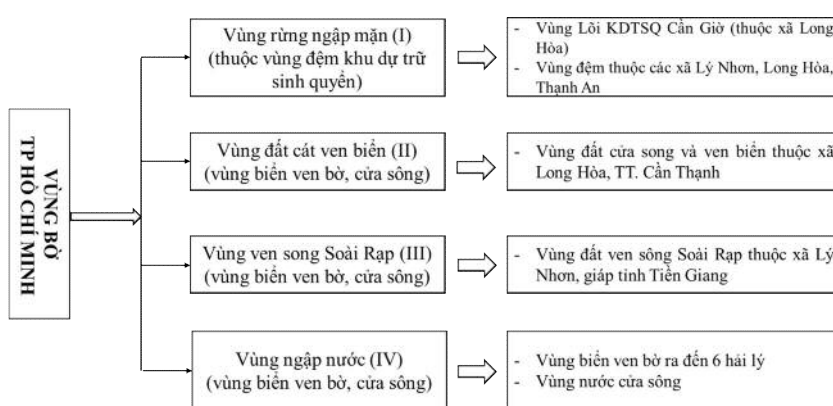 VÙNG BỜ
TP HỒ CHÍ MINH
Vùng rừng ngập mặn (I)
(thuộc vùng đệm khu dự trữ
sinh quyển)
- Vùng Lõi KDTSQ Cần Giờ (thuộc xã Long
Hòa)
- Vùng đệm thuộc các xã Lý Nhơn, Long Hòa,
Thạnh An
Vùng đất cát ven biển (II)
(vùng biển ven bờ, cửa sông)
- Vùng đất cửa song và ven biển thuộc xã
Long Hòa, TT. Cần Thạnh
Vùng ven song Soài Rạp (III)
(vùng biển ven bờ, cửa sông)
- Vùng đất ven sông Soài Rạp thuộc xã Lý
Nhơn, giáp tỉnh Tiền Giang
Vùng ngập nước (IV)
(vùng biển ven bờ, cửa sông)
- Vùng biển ven bờ ra đến 6 hải lý
- Vùng nước cửa sông